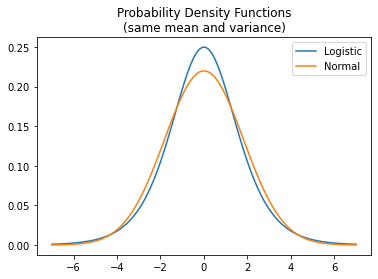 Probability Density Functions
(same mean and variance)
Logistic
Normal
0.25
0.20
0.15
0.10
0.05
0.00
−6 −4 −2 0 2 4 6